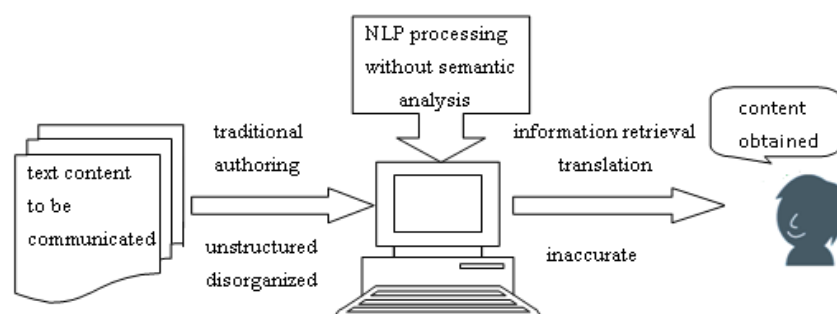 NLP processing
without semantic
analysis
text content
to be
communicated
traditional
authoring
unstructured
disorganized
information retrieval
translation
inaccurate
content
obtained